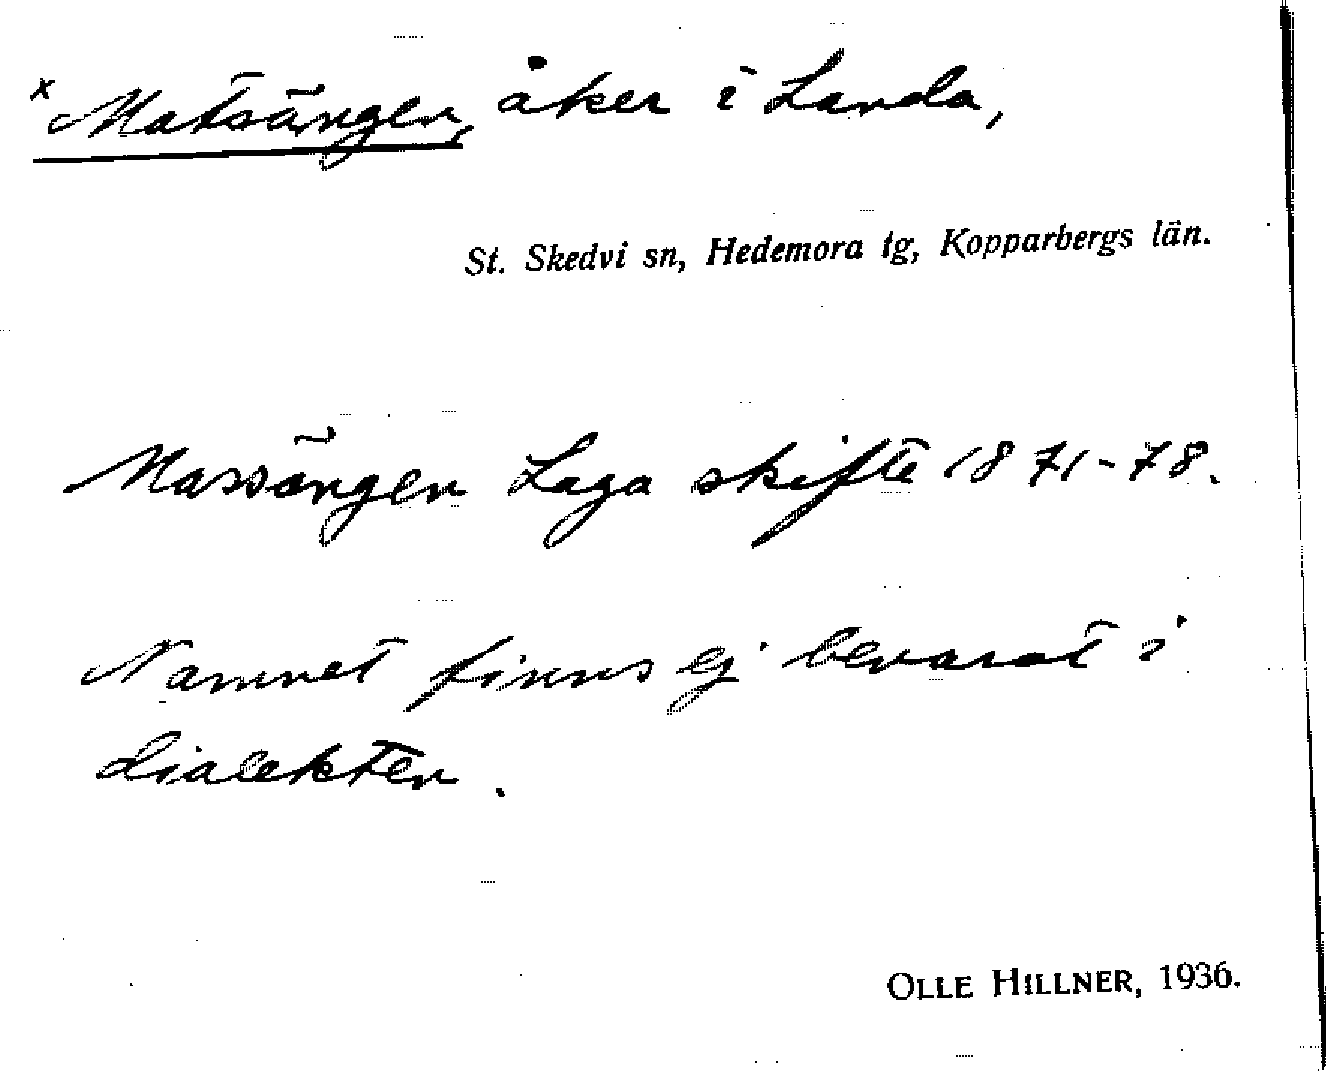 x Matsängen, åker i Landa,
St. Skedvi sn, Hedemora tg, Kopparbergs län.
Massängen Laga skifte 1871-78.
Namnet finns ej bevarat i
dialekten.
OLLE HILLNER, 1936.